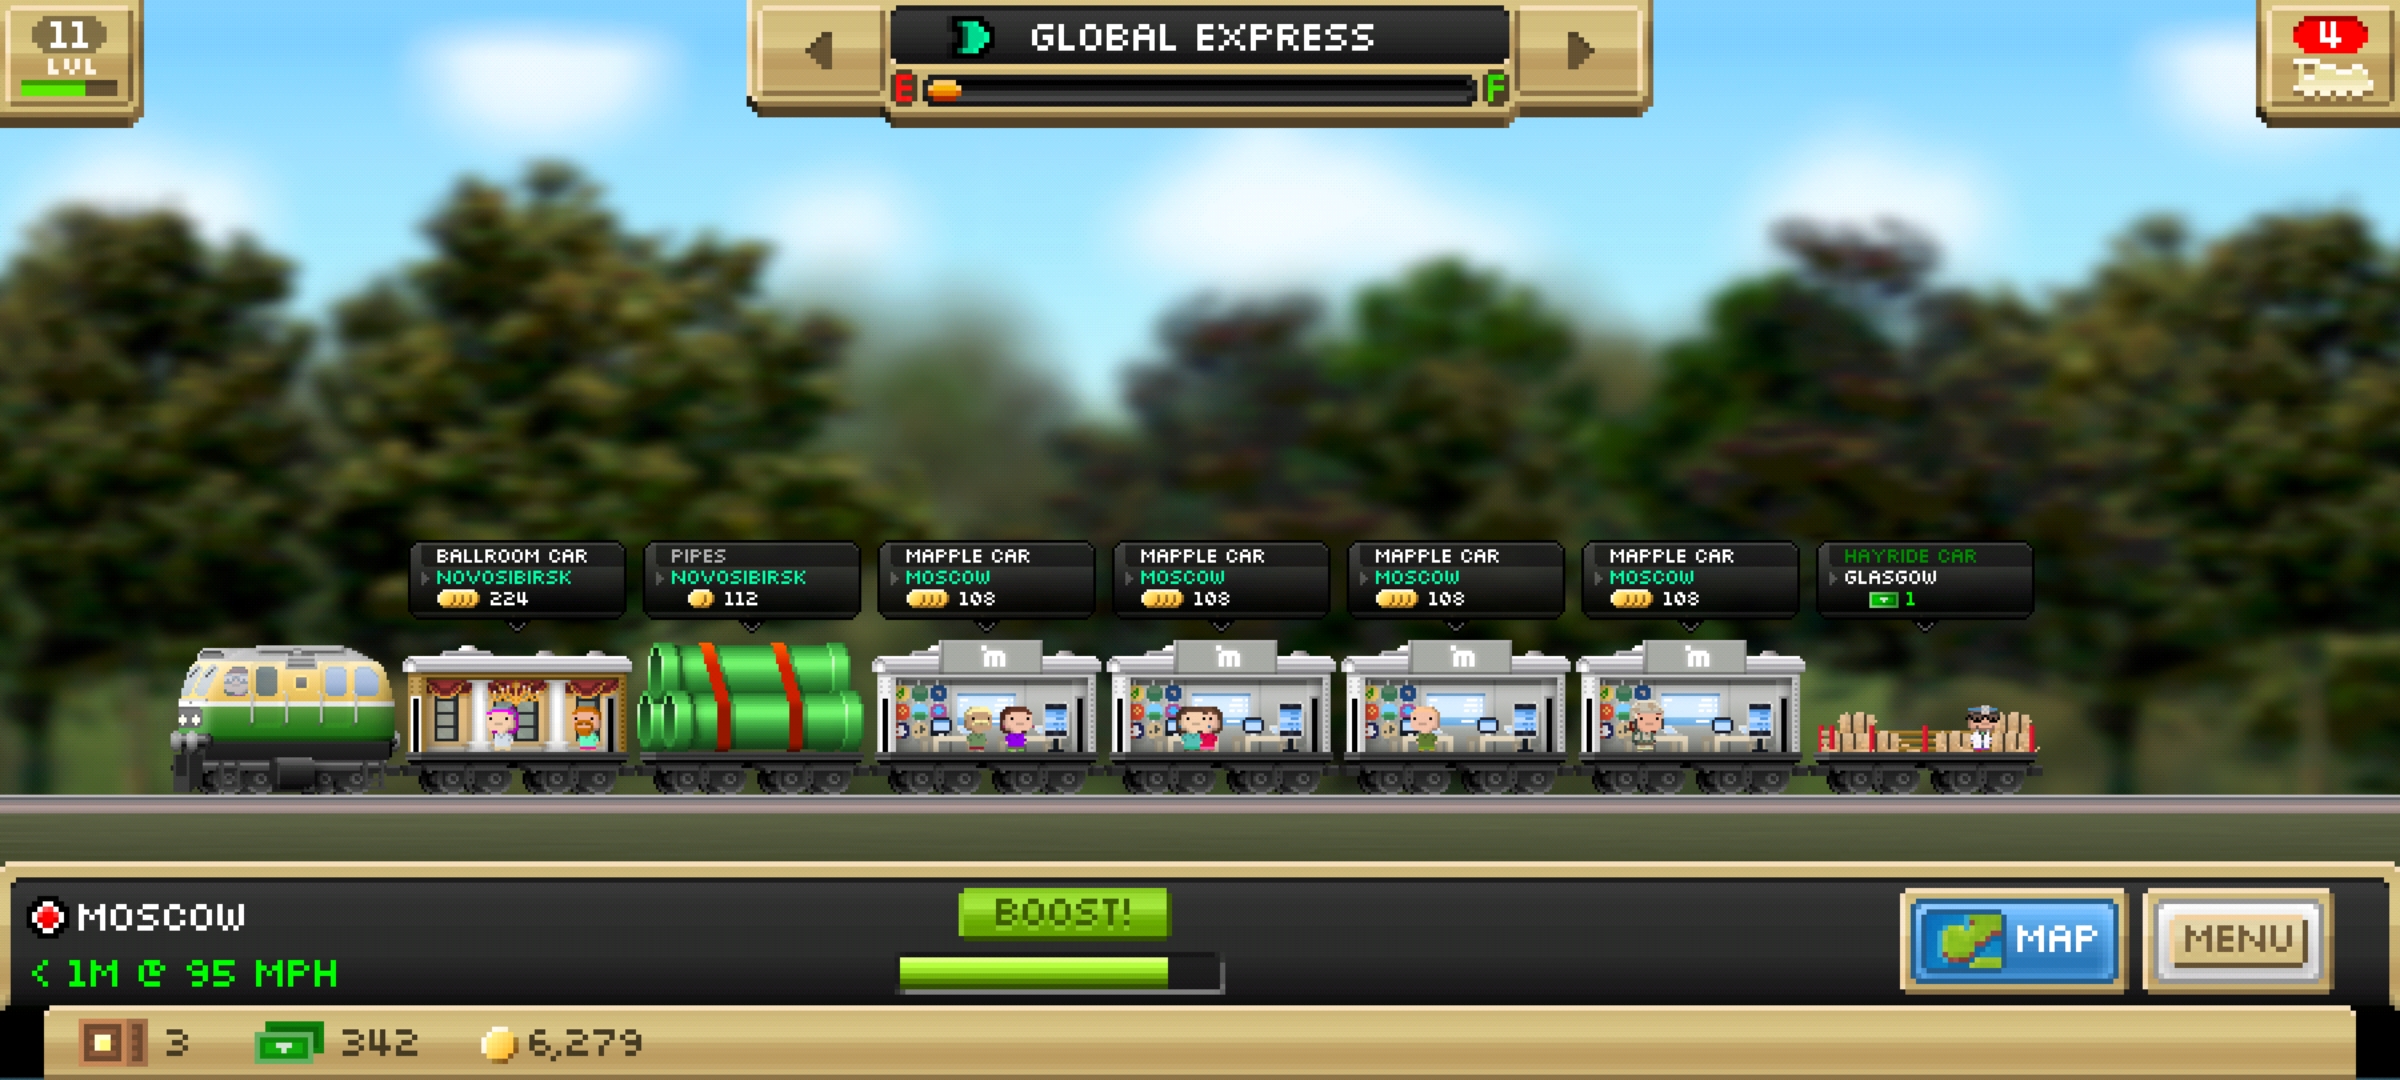 11
LVL
GLOBAL EXPRESS
E F
4
BALLROOM CAR
NOVOSIBIRSK
224
PIPES
NOVOSIBIRSK
112
MAPPLE CAR
MOSCOW
108
MAPPLE CAR
MOSCOW
108
MAPPLE CAR
MOSCOW
108
MAPPLE CAR
MOSCOW
108
HAYRIDE CAR
GLASGOW
1
m
m
m
m
MOSCOW
< 1M @ 95 MPH
BOOST!
MAP
MENU
3
342
6,279